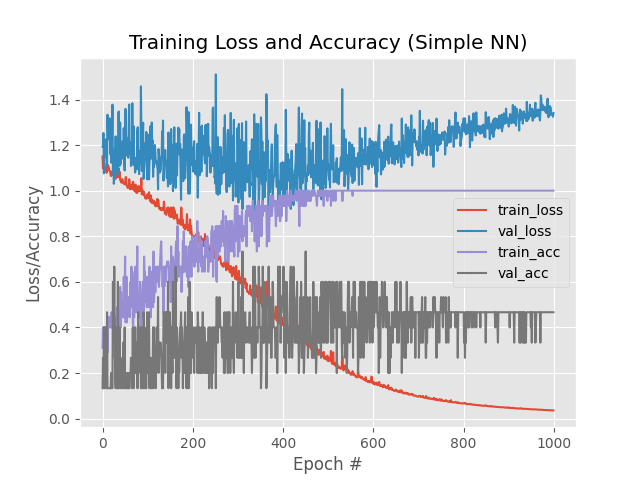 Training Loss and Accuracy (Simple NN)
1.4
1.2
1.0
0.8
0.6
0.4
0.2
0.0
Loss/Accuracy
train_loss
val_loss
train_acc
val_acc
0
200
400
600
800
1000
Epoch #